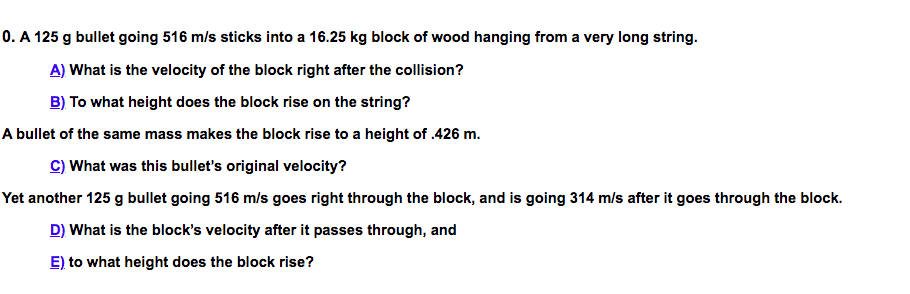 0. A 125 g bullet going 516 m/s sticks into a 16.25 kg block of wood hanging from a very long string.
A) What is the velocity of the block right after the collision?
B) To what height does the block rise on the string?
A bullet of the same mass makes the block rise to a height of .426 m.
C) What was this bullet's original velocity?
Yet another 125 g bullet going 516 m/s goes right through the block, and is going 314 m/s after it goes through the block.
D) What is the block's velocity after it passes through, and
E) to what height does the block rise?